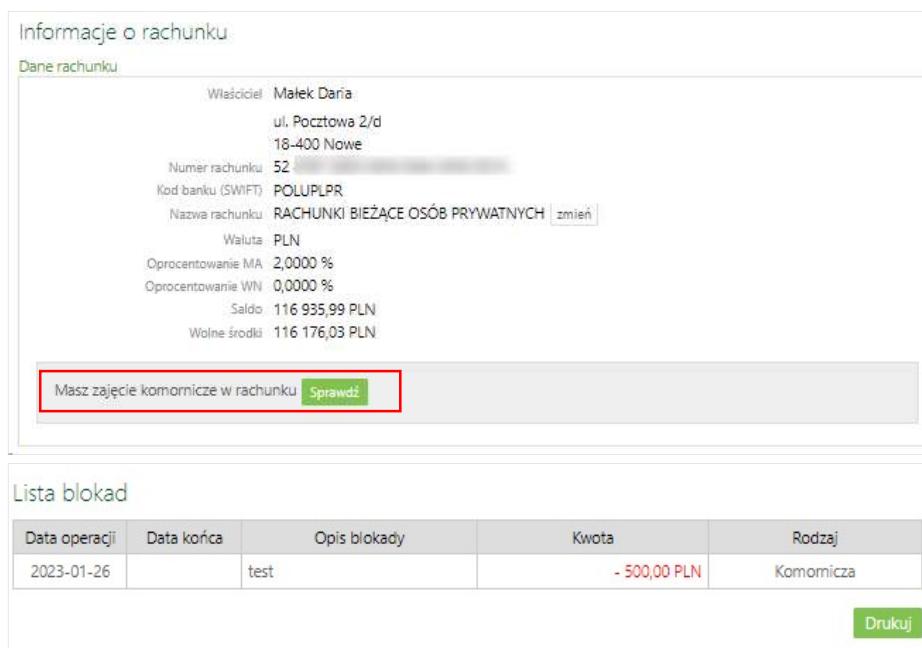 Informacje o rachunku
Dane rachunku
Właściciel Małek Daria
ul. Pocztowa 2/d
18-400 Nowe
Numer rachunku 52
Kod banku (SWIFT) POLUPLPR
Nazwa rachunku RACHUNKI BIEŻĄCE OSÓB PRYWATNYCH zmień
Waluta PLN
Oprocentowanie MA 2,0000 %
Oprocentowanie WN 0,0000 %
Saldo 116 935,99 PLN
Wolne środki 116 176,03 PLN
Masz zajęcie komornicze w rachunku Sprawdź
Lista blokad
Data operacji Data końca Opis blokady Kwota Rodzaj
2023-01-26 test - 500,00 PLN Komornicza
Drukuj